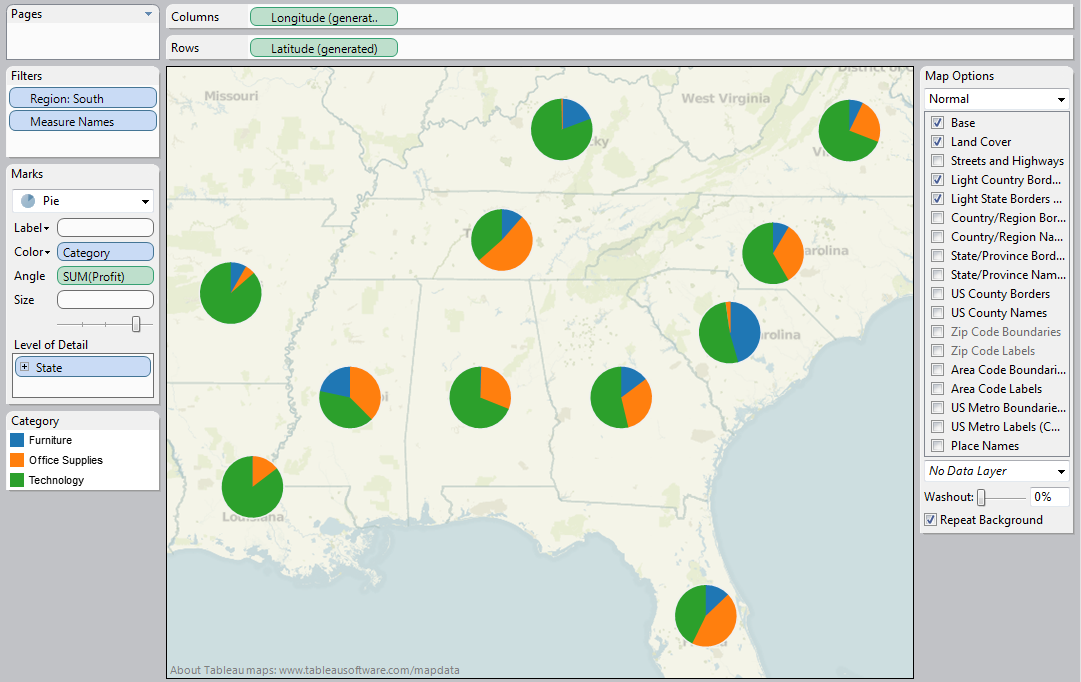 Pages
Columns
Longitude (generat..
Rows
Latitude (generated)
Filters
Region: South
Measure Names
Marks
Pie
Label
Color
Category
Angle
SUM(Profit)
Size
Level of Detail
State
Category
Furniture
Office Supplies
Technology
Missouri
West Virginia
arolina
rolina
About Tableau maps: www.tableausoftware.com/mapdata
Map Options
Normal
Base
Land Cover
Streets and Highways
Light Country Bord...
Light State Borders ...
Country/Region Bor...
Country/Region Na...
State/Province Bord...
State/Province Nam...
US County Borders
US County Names
Zip Code Boundaries
Zip Code Labels
Area Code Boundari...
Area Code Labels
US Metro Boundarie...
US Metro Labels (C...
Place Names
No Data Layer
Washout:
0%
Repeat Background